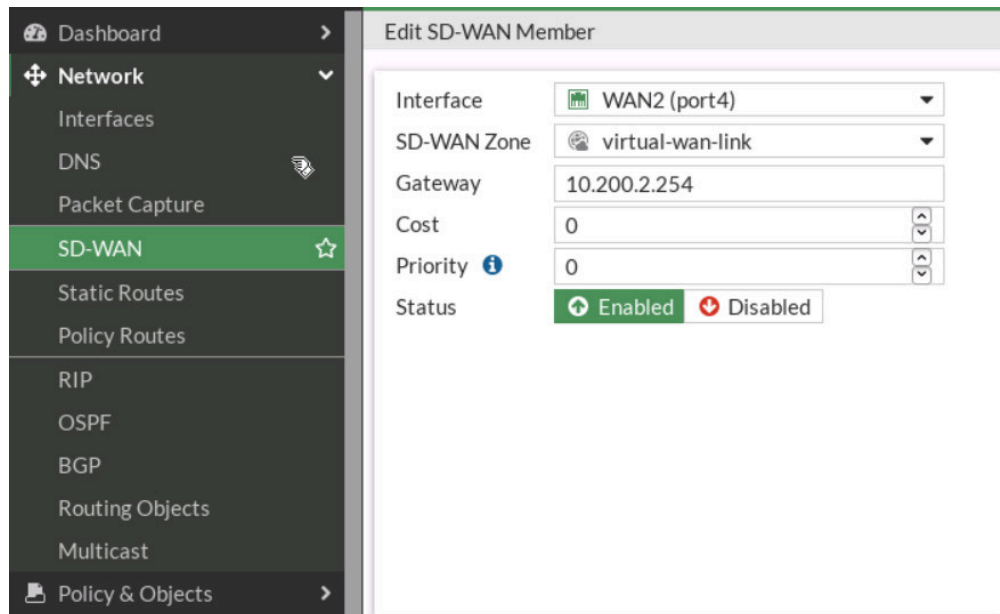 Dashboard
Network
Interfaces
DNS
Packet Capture
SD-WAN
Static Routes
Policy Routes
RIP
OSPF
BGP
Routing Objects
Multicast
Policy & Objects
Edit SD-WAN Member
Interface WAN2 (port4)
SD-WAN Zone virtual-wan-link
Gateway 10.200.2.254
Cost 0
Priority 0
Status Enabled Disabled